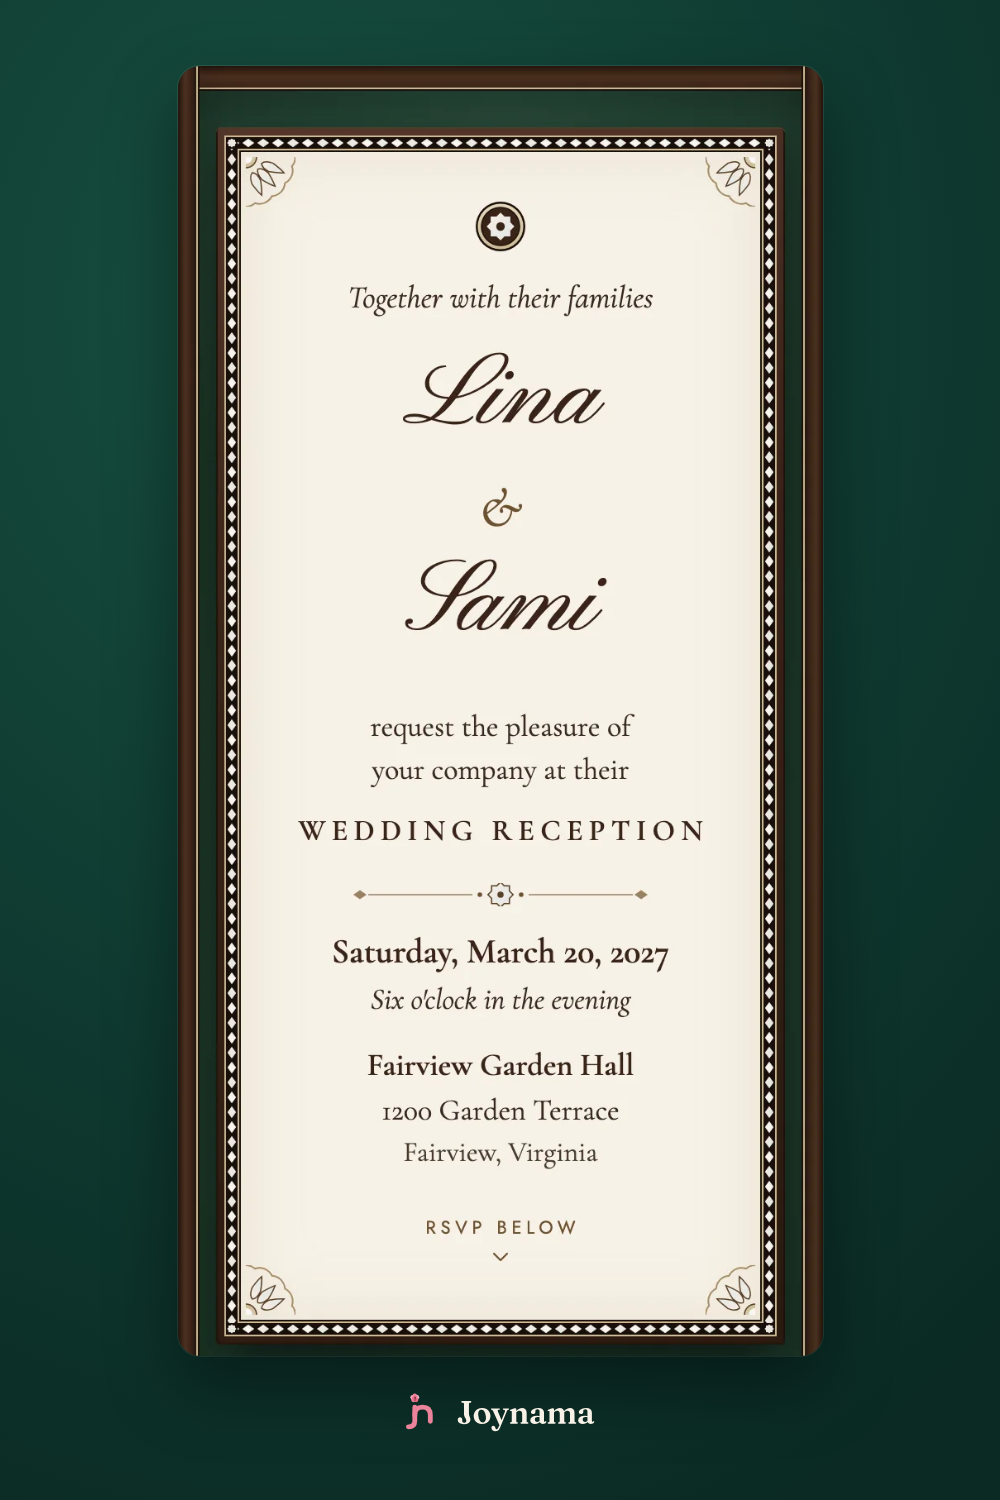 Together with their families
Lina
&
Sami
request the pleasure of
your company at their
WEDDING RECEPTION
Saturday, March 20, 2027
Six o'clock in the evening
Fairview Garden Hall
1200 Garden Terrace
Fairview, Virginia
RSVP BELOW
Joynama